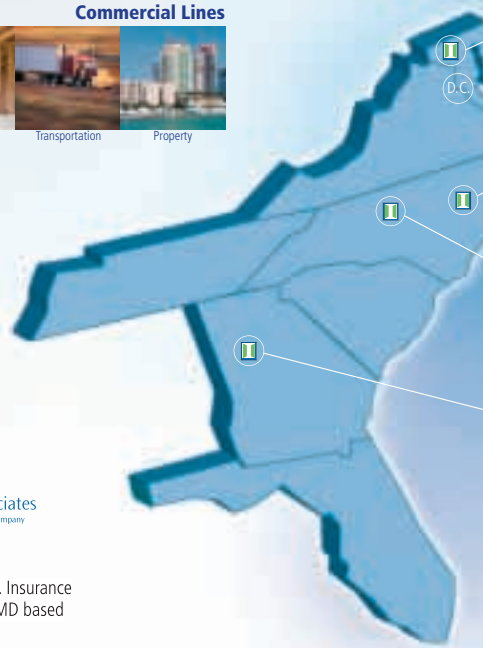 Commercial Lines
Transportation
Property
D.C.
ciates
mpany
. Insurance
MD based